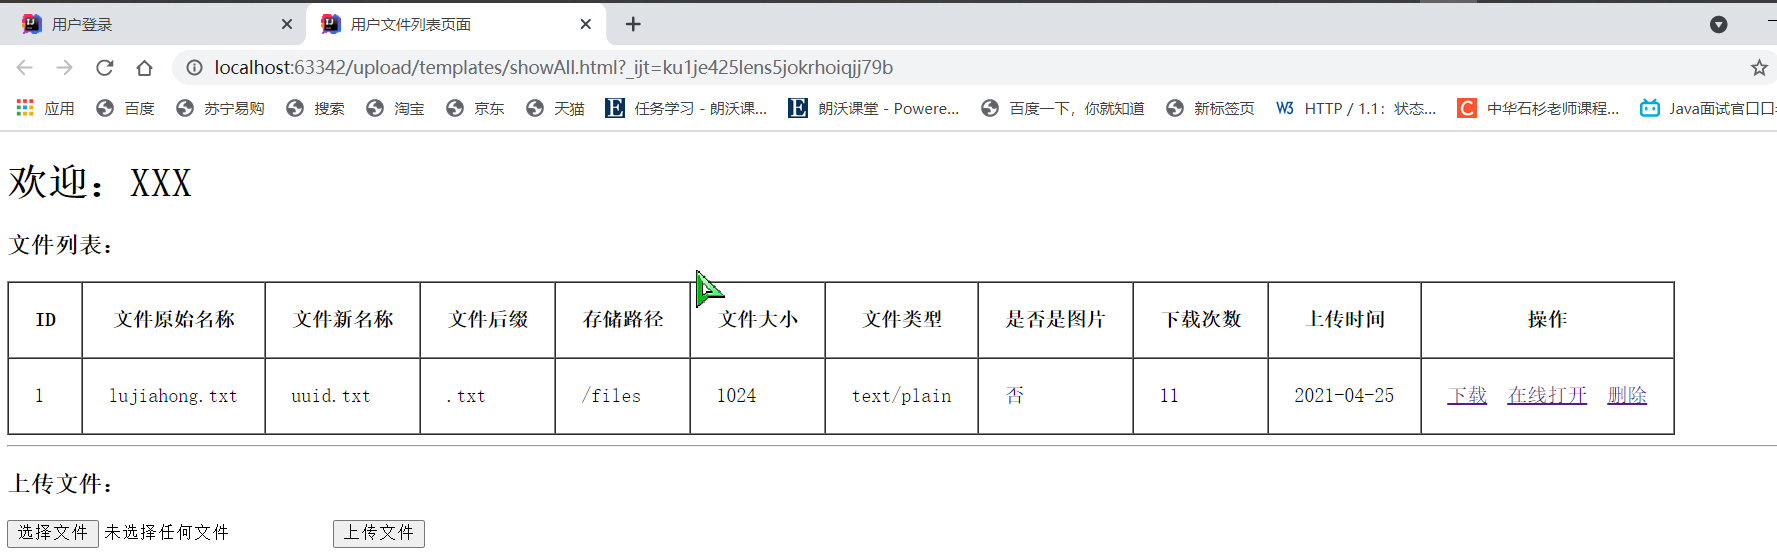 用户登录 用户文件列表页面
localhost:63342/upload/templates/showAll.html?_ijt=ku1je425lens5jokrhoiqjj79b
应用 百度 苏宁易购 搜索 淘宝 京东 天猫 任务学习 - 朗沃课... 朗沃课堂 - Powere... 百度一下，你就知道 新标签页 W3 HTTP / 1.1：状态... 中华石杉老师课程... Java面试官口口
欢迎：XXX
文件列表：
ID 文件原始名称 文件新名称 文件后缀 存储路径 文件大小 文件类型 是否是图片 下载次数 上传时间 操作
1 lujiahong.txt uuid.txt .txt /files 1024 text/plain 否 11 2021-04-25 下载 在线打开 删除
上传文件：
选择文件 未选择任何文件 上传文件